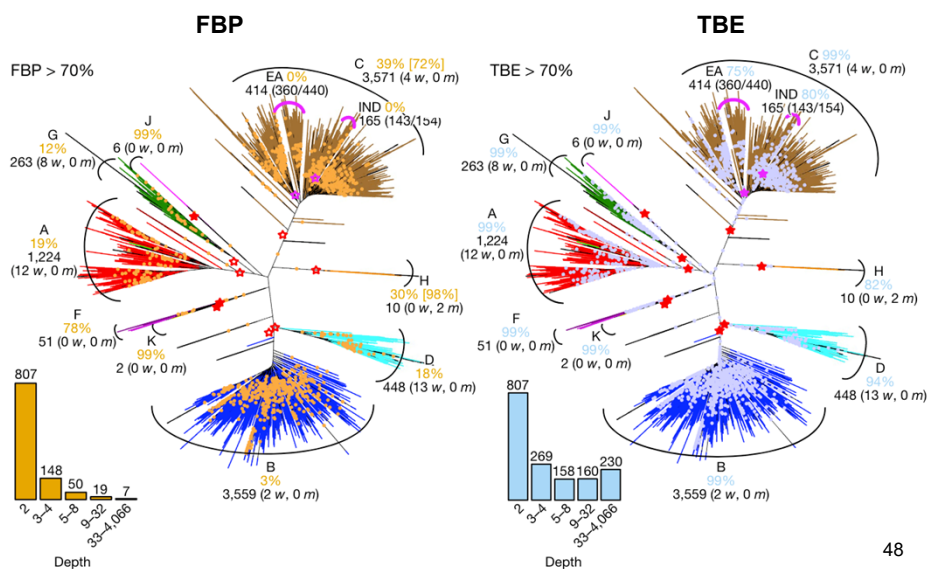 FBP
FBP > 70%
C 39% [72%]
3,571 (4 w, 0 m)
EA 0%
414 (360/440)
IND 0%
165 (143/154)
J
99%
6 (0 w, 0 m)
G
12%
263 (8 w, 0 m)
A
19%
1,224
(12 w, 0 m)
H
30% [98%]
10 (0 w, 2 m)
F
78%
51 (0 w, 0 m)
K
99%
2 (0 w, 0 m)
D
18%
448 (13 w, 0 m)
B
3%
3,559 (2 w, 0 m)
807
148
50
19
7
2
3–4
5–8
9–32
33–4,066
Depth
TBE
TBE > 70%
C 99%
3,571 (4 w, 0 m)
EA 75%
414 (360/440)
IND 80%
165 (143/154)
J
99%
6 (0 w, 0 m)
G
99%
263 (8 w, 0 m)
A
99%
1,224
(12 w, 0 m)
H
82%
10 (0 w, 2 m)
F
99%
51 (0 w, 0 m)
K
99%
2 (0 w, 0 m)
D
94%
448 (13 w, 0 m)
B
99%
3,559 (2 w, 0 m)
807
269
158
160
230
2
3–4
5–8
9–32
33–4,066
Depth
48